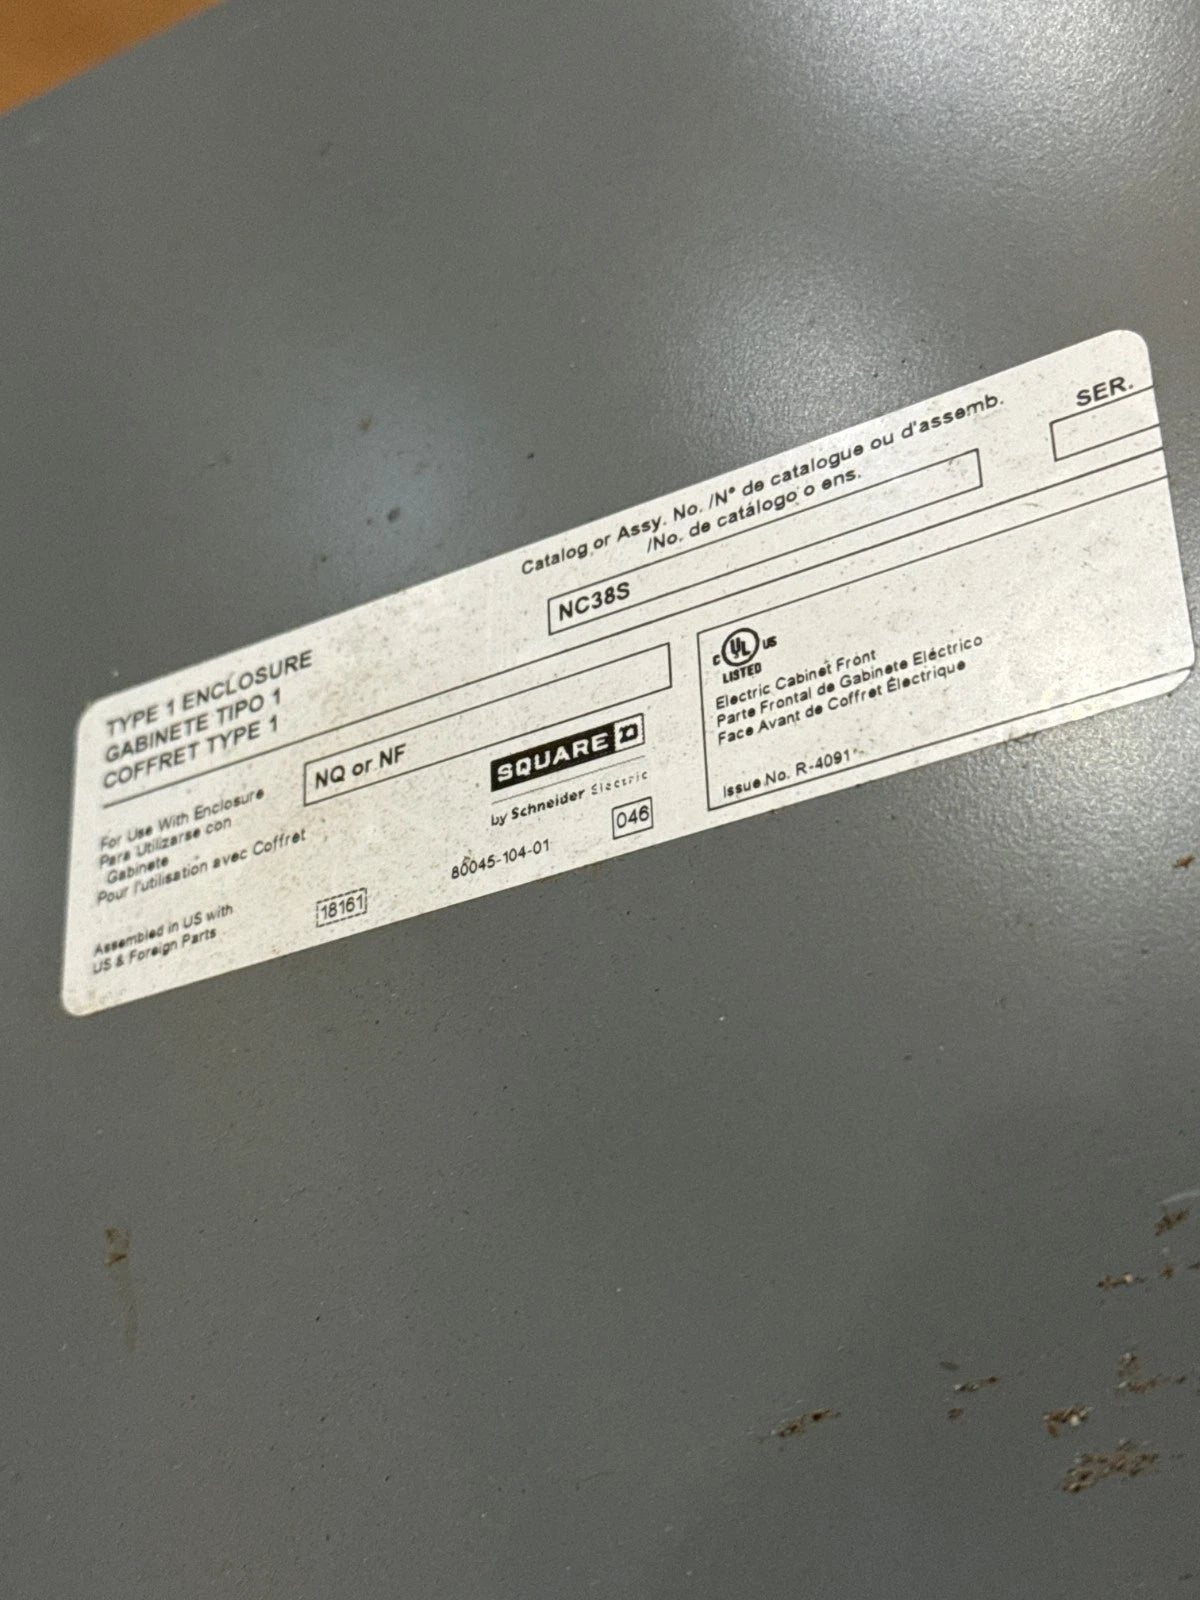 TYPE 1 ENCLOSURE
GABINETE TIPO 1
COFFRET TYPE 1
Catalog or Assy. No. /N° de catalogue ou d'assemb.
/No. de catálogo o ens.
NC38S
SER.
For Use With Enclosure
Para Utilizarse con
Gabinete
Pour l'utilisation avec Coffret
NQ or NF
SQUARE D
by Schneider Electric
Assembled in US with
US & Foreign Parts
18161
80045-104-01
046
C UL US
LISTED
Electric Cabinet Front
Parte Frontal de Gabinete Eléctrico
Face Avant de Coffret Électrique
Issue No. R-4091